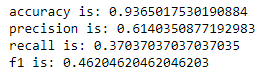 accuracy is: 0.9365017530190884
precision is: 0.6140350877192983
recall is: 0.37037037037037035
f1 is: 0.46204620462046203